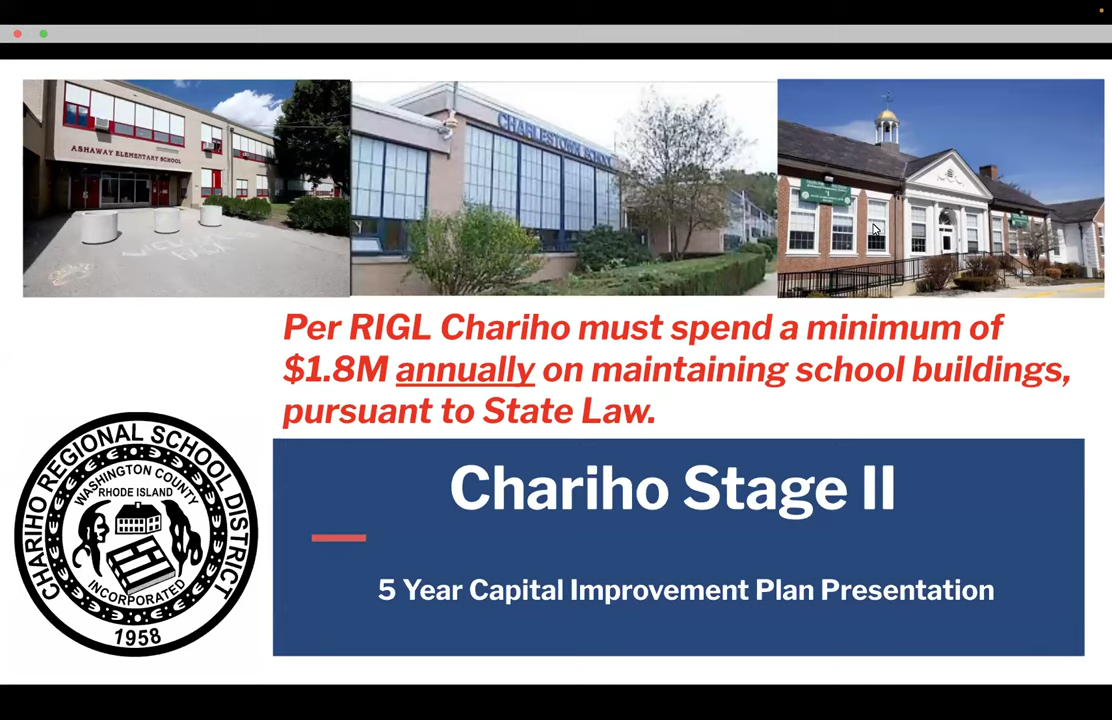 ASHAWAY ELEMENTARY SCHOOL
CHARLESTOWN SCHOOL
Per RIGL Chariho must spend a minimum of
$1.8M annually on maintaining school buildings,
pursuant to State Law.
CHARIHO REGIONAL SCHOOL DISTRICT
WASHINGTON COUNTY
RHODE ISLAND
INCORPORATED
1958
Chariho Stage II
5 Year Capital Improvement Plan Presentation